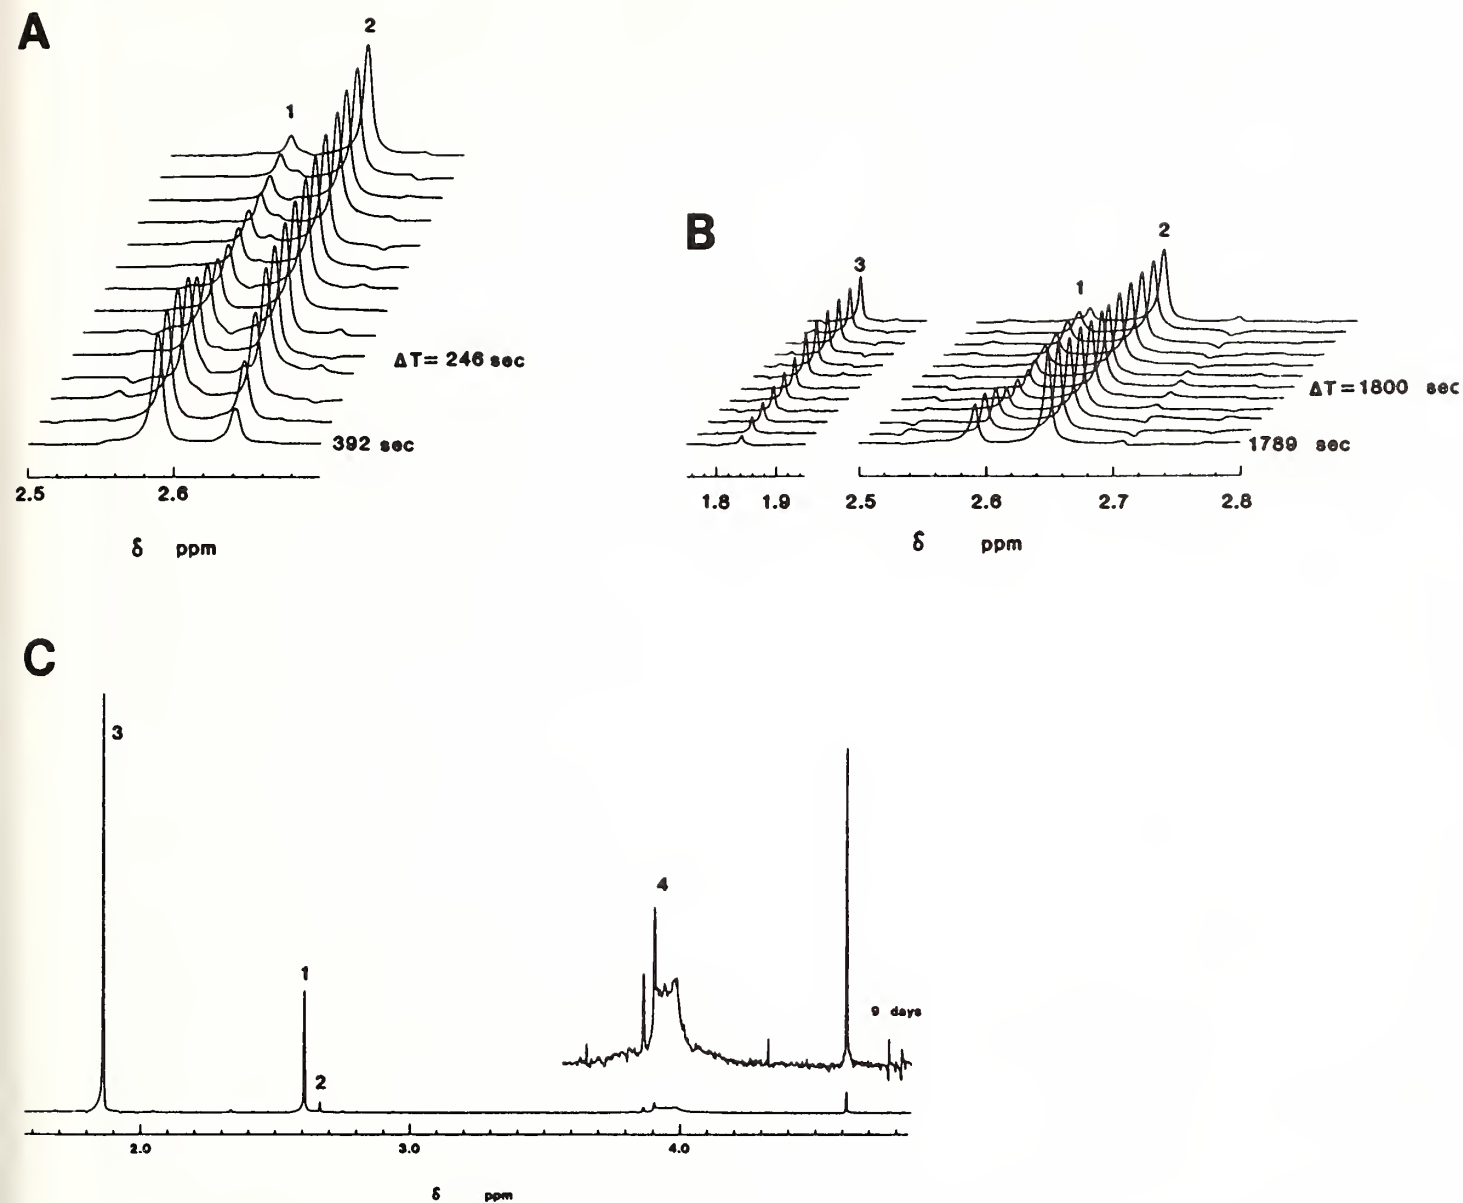 A
2
1
ΔT= 246 sec
392 sec
2.5 2.6
δ ppm
B
3
1
2
ΔT=1800 sec
1789 sec
1.8 1.9 2.5 2.6 2.7 2.8
δ ppm
C
3
1
2
4
9 days
2.0 3.0 4.0
δ ppm